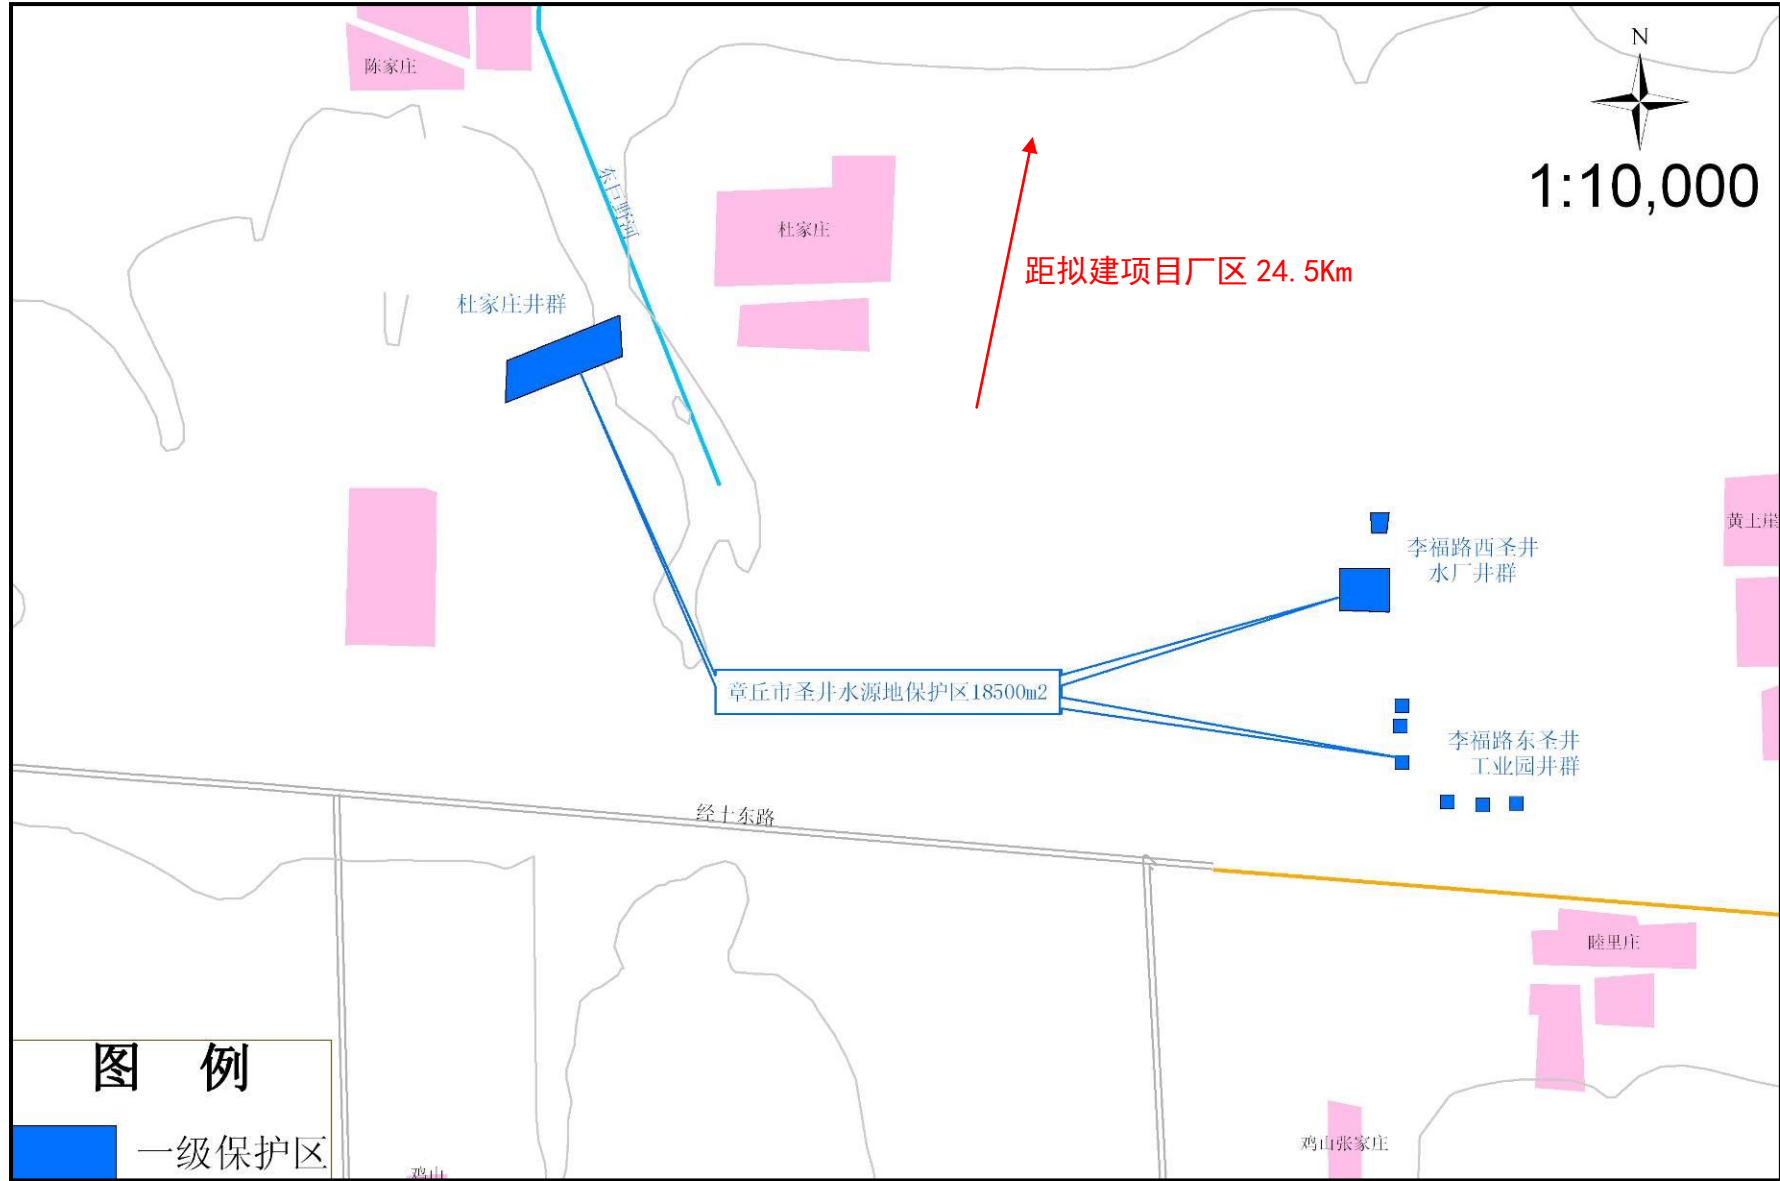 N
陈家庄
1:10,000
东巨野河
杜家庄
距拟建项目厂区 24.5Km
杜家庄井群
黄土崖
李福路西圣井
水厂井群
章丘市圣井水源地保护区18500m2
李福路东圣井
工业园井群
经十东路
睦里庄
图 例
一级保护区
鸡山张家庄
鸡山